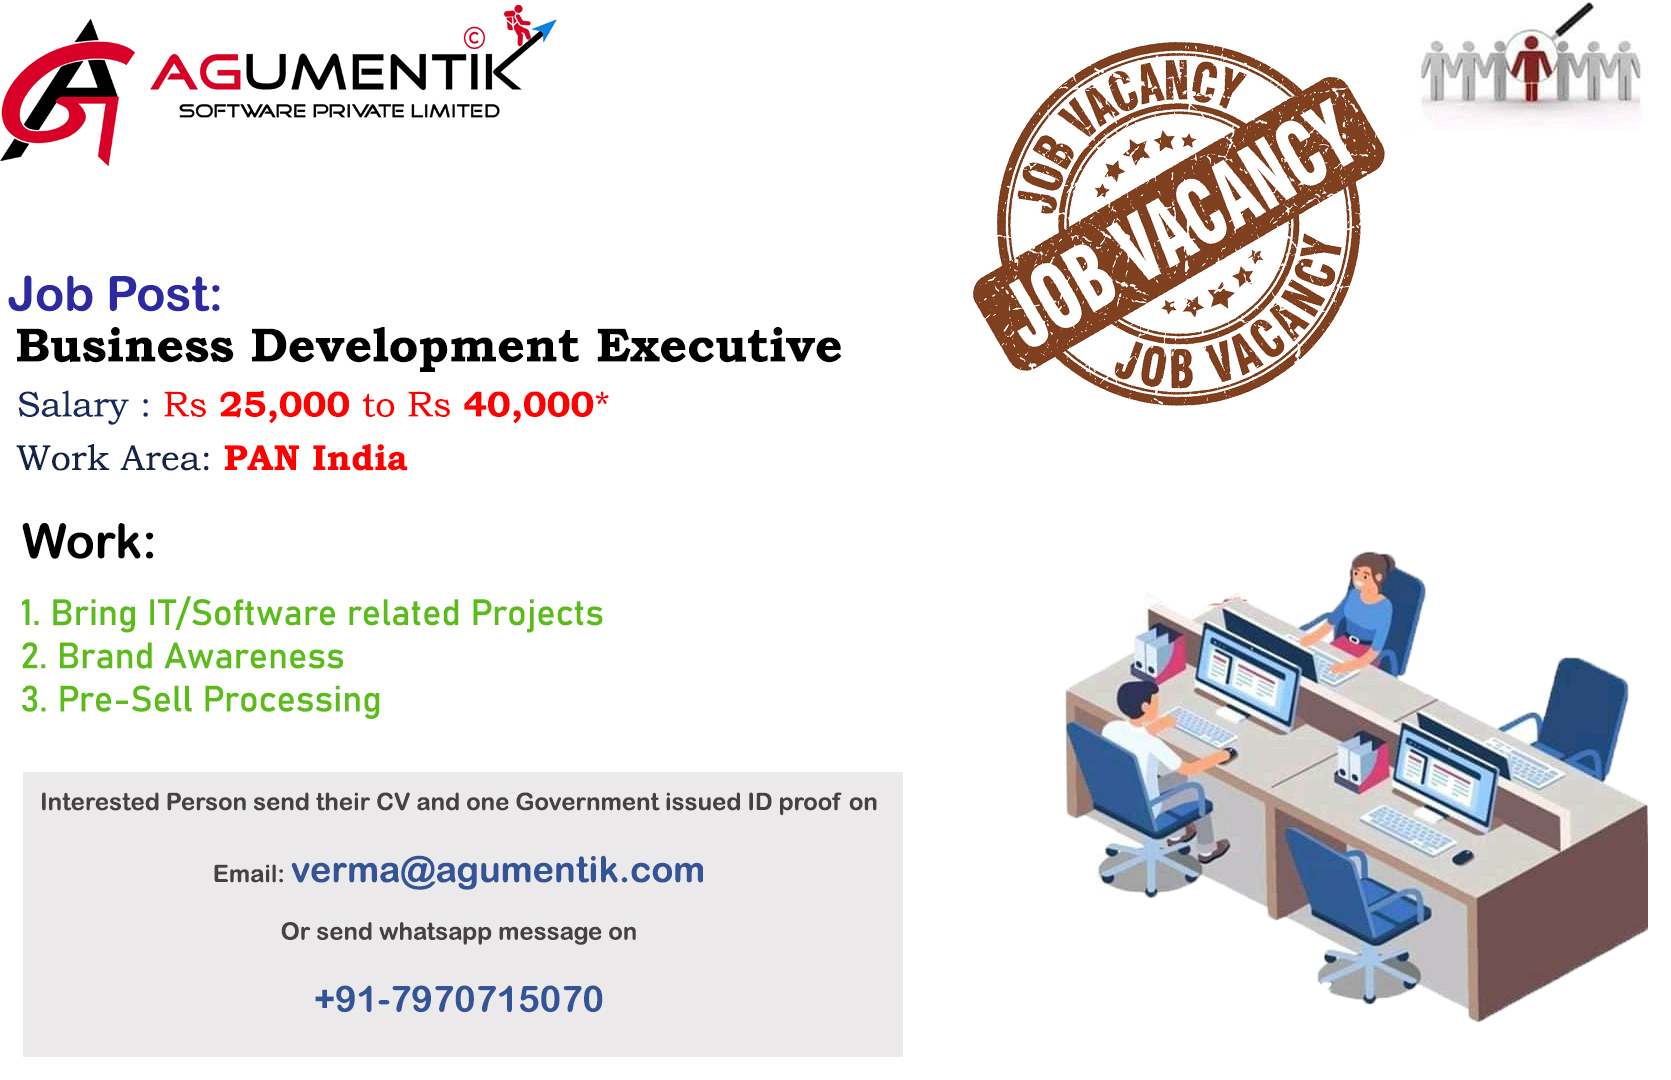 AGUMENTIK ©
SOFTWARE PRIVATE LIMITED
JOB VACANCY
JOB VACANCY
JOB VACANCY
Job Post:
Business Development Executive
Salary : Rs 25,000 to Rs 40,000*
Work Area: PAN India
Work:
1. Bring IT/Software related Projects
2. Brand Awareness
3. Pre-Sell Processing
Interested Person send their CV and one Government issued ID proof on
Email: verma@agumentik.com
Or send whatsapp message on
+91-7970715070